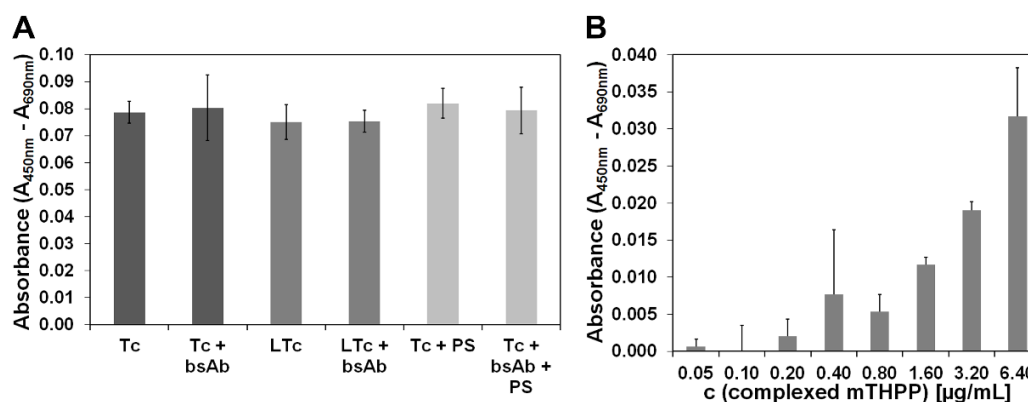 A
Absorbance (A450nm - A690nm)
0.10
0.09
0.08
0.07
0.06
0.05
0.04
0.03
0.02
0.01
0.00
Tc
Tc +
bsAb
LTc
LTc +
bsAb
Tc + PS
Tc +
bsAb +
PS
B
Absorbance (A450nm - A690nm)
0.040
0.035
0.030
0.025
0.020
0.015
0.010
0.005
0.000
0.05 0.10 0.20 0.40 0.80 1.60 3.20 6.40
c (complexed mTHPP) [µg/mL]